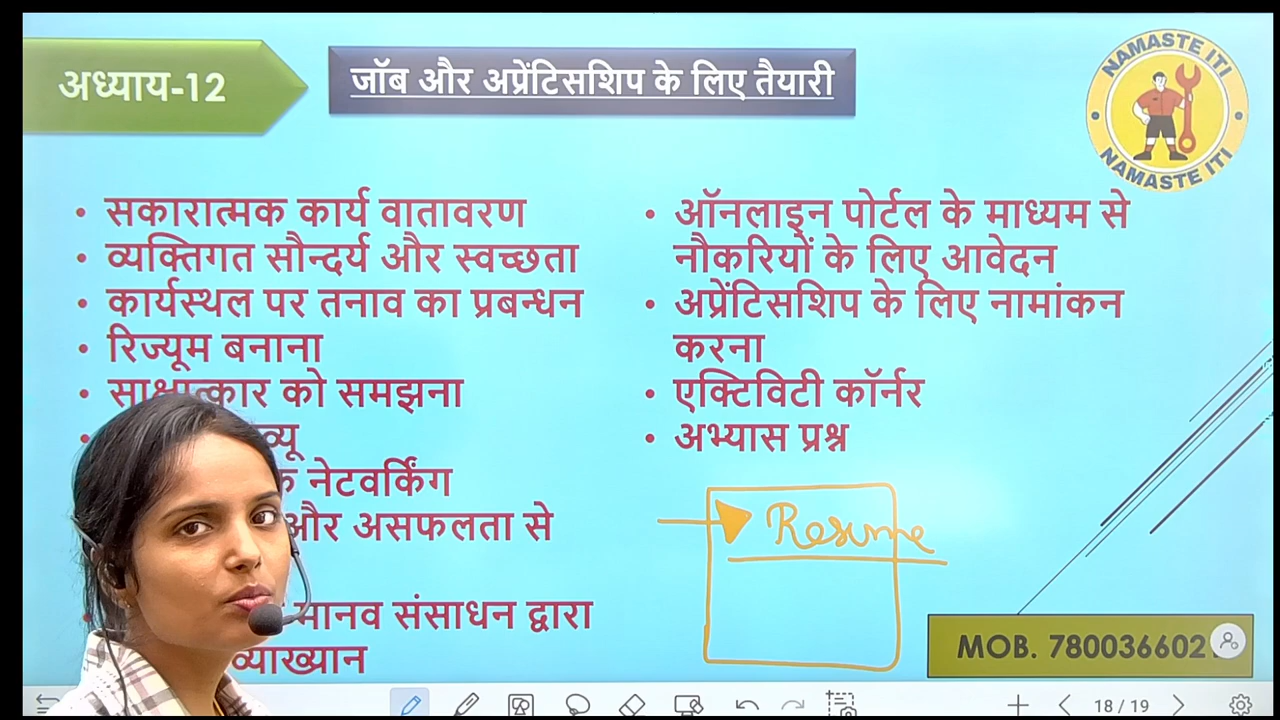 अध्याय-12
जॉब और अप्रेंटिसशिप के लिए तैयारी
NAMASTE ITI
NAMASTE ITI
• सकारात्मक कार्य वातावरण
• व्यक्तिगत सौन्दर्य और स्वच्छता
• कार्यस्थल पर तनाव का प्रबन्धन
• रिज्यूम बनाना
• साक्षात्कार को समझना
नेटवर्किंग
और असफलता से
मानव संसाधन द्वारा
व्याख्यान
• ऑनलाइन पोर्टल के माध्यम से
नौकरियों के लिए आवेदन
• अप्रेंटिसशिप के लिए नामांकन
करना
• एक्टिविटी कॉर्नर
• अभ्यास प्रश्न
Resume
MOB.
18 / 19